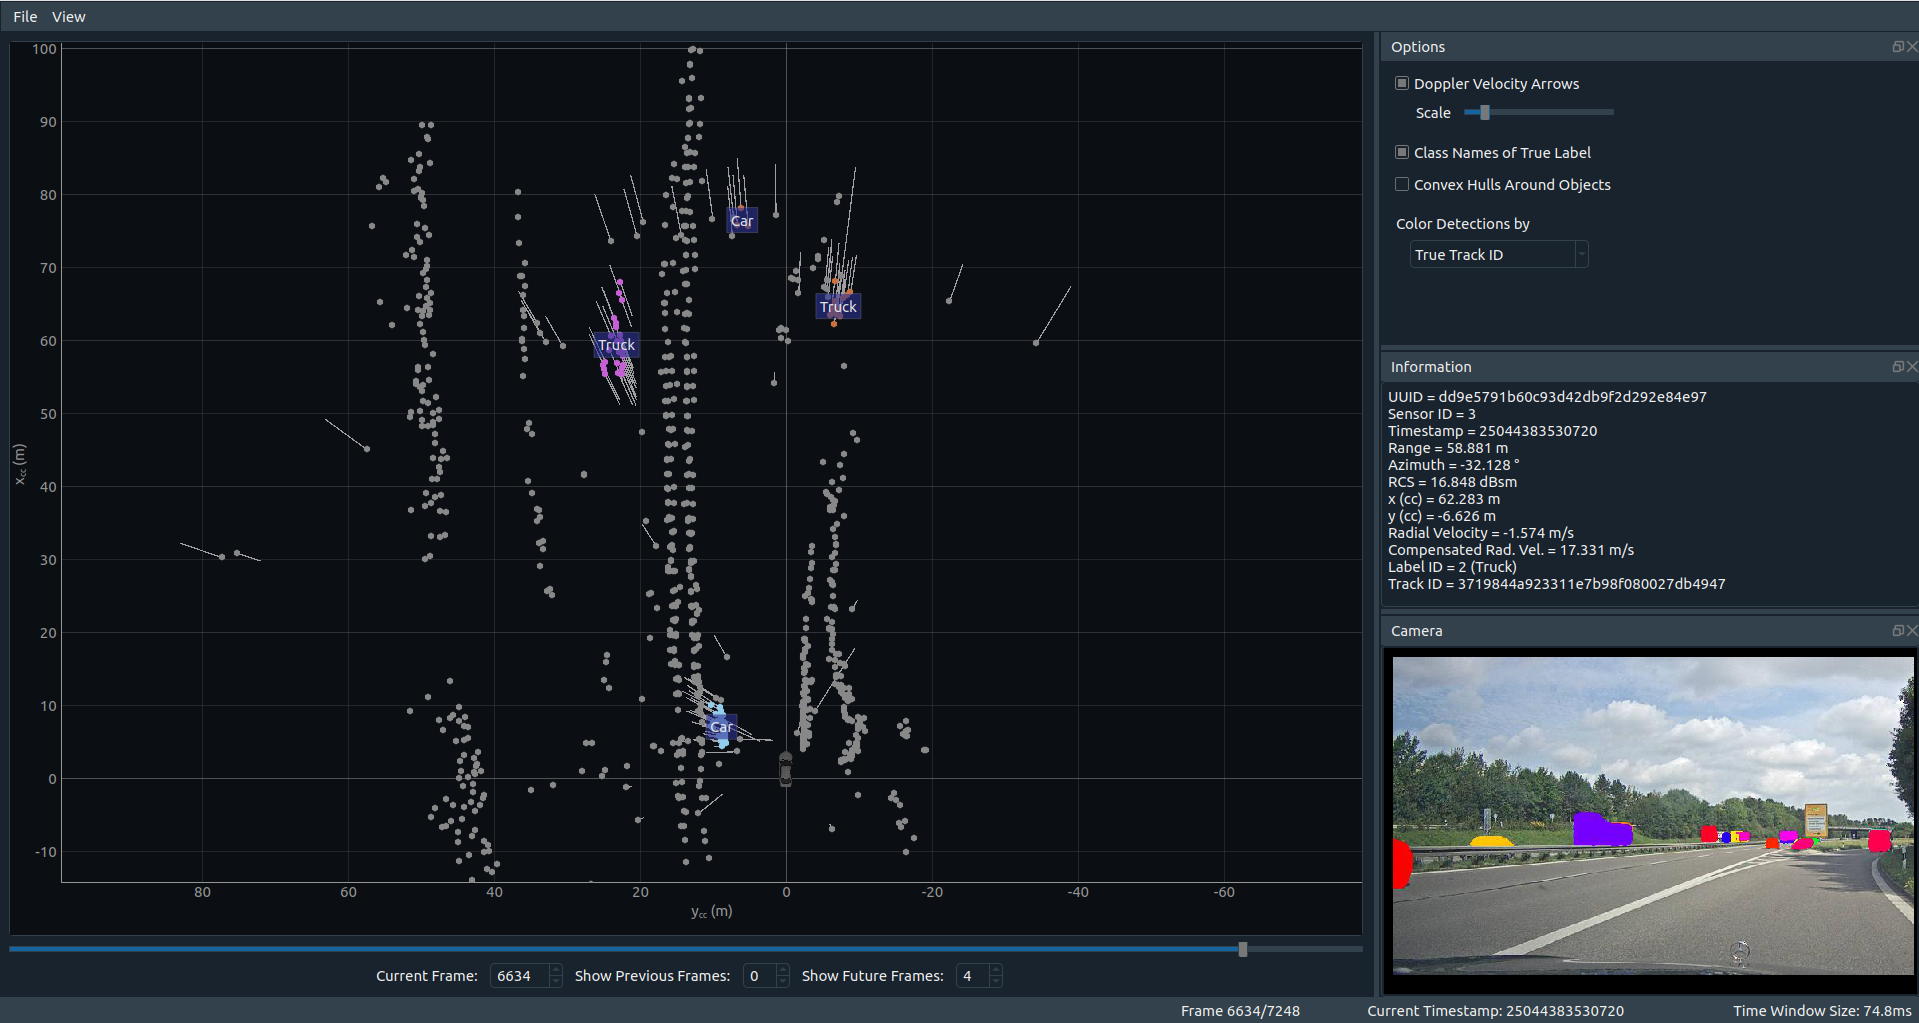 File View
100
90
80
70
60
50
40
30
20
10
0
-10
x cc (m)
Car
Truck
Truck
Car
80 60 40 20 0 -20 -40 -60
y cc (m)
Current Frame: 6634 Show Previous Frames: 0 Show Future Frames: 4
Options
Doppler Velocity Arrows
Scale
Class Names of True Label
Convex Hulls Around Objects
Color Detections by
True Track ID
Information
UUID = dd9e5791b60c93d42db9f2d292e84e97
Sensor ID = 3
Timestamp = 25044383530720
Range = 58.881 m
Azimuth = -32.128 °
RCS = 16.848 dBsm
x (cc) = 62.283 m
y (cc) = -6.626 m
Radial Velocity = -1.574 m/s
Compensated Rad. Vel. = 17.331 m/s
Label ID = 2 (Truck)
Track ID = 3719844a923311e7b98f080027db4947
Camera
Frame 6634/7248 Current Timestamp: 25044383530720 Time Window Size: 74.8ms